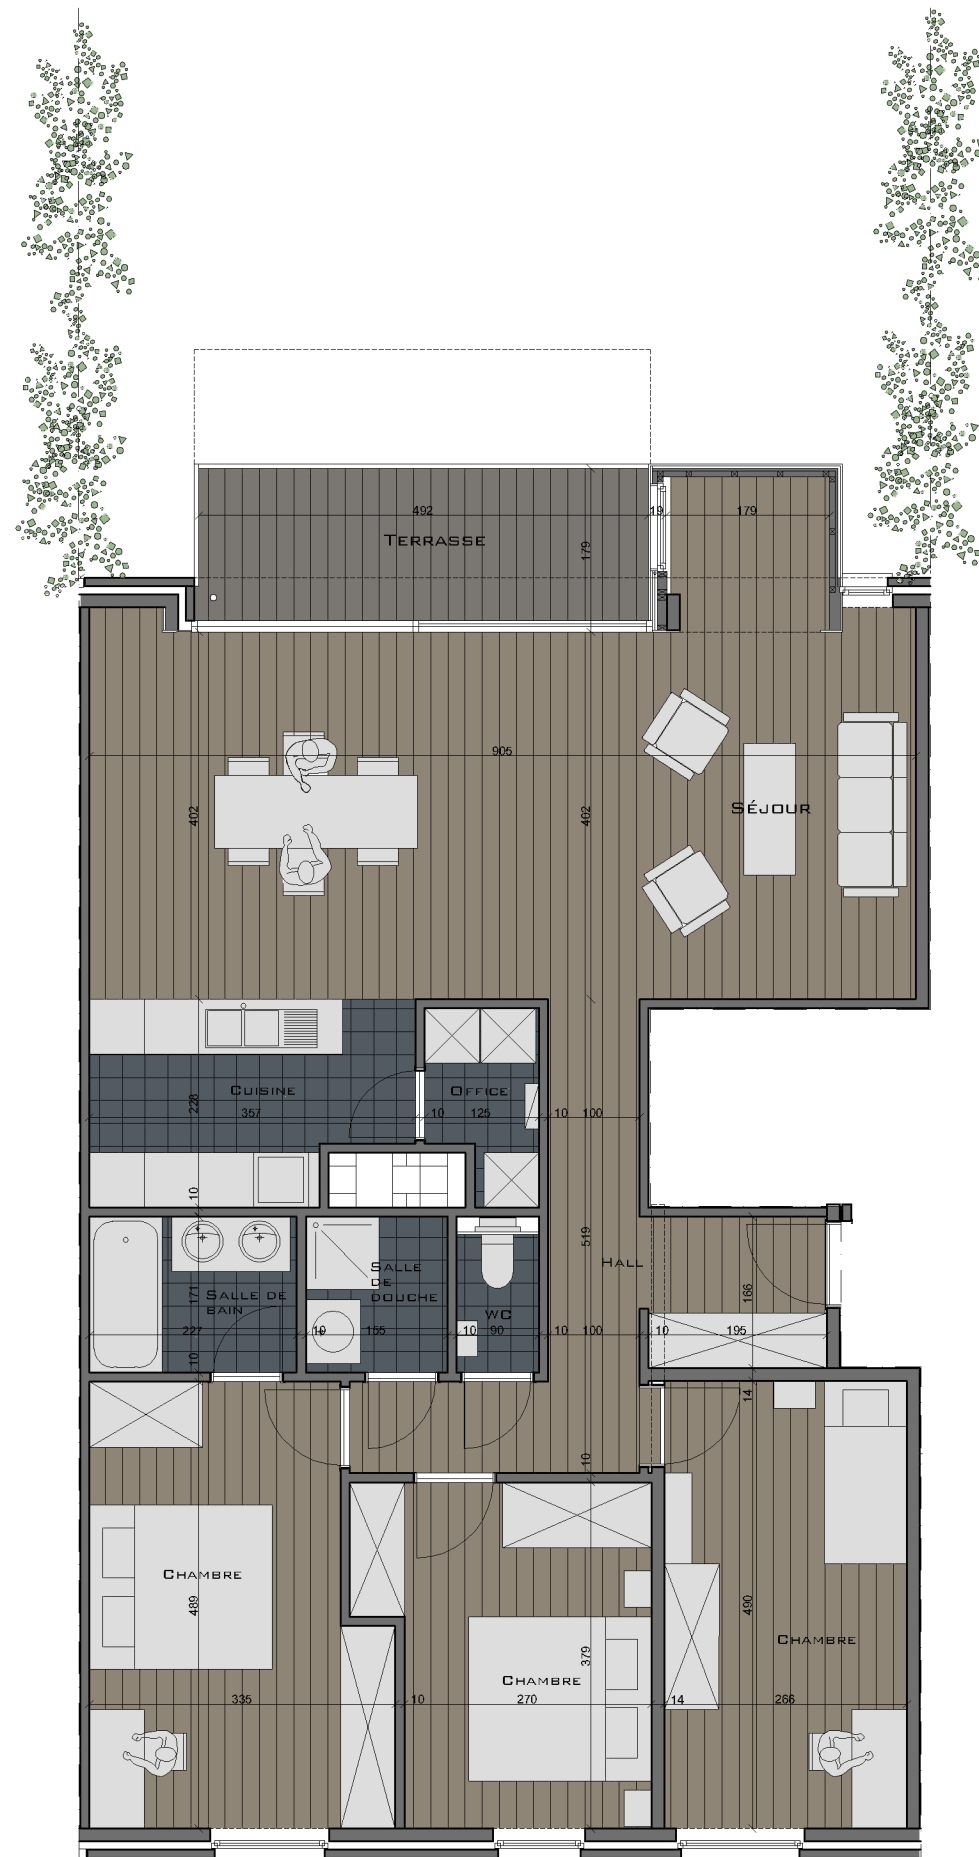 492
19
179
TERRASSE
179
905
402
402
SÉJOUR
CUISINE
228
357
OFFICE
10 125
10 100
10
519
HALL
166
SALLE DE
BAIN
171
227
SALLE
DE
DOUCHE
10 155
WC
10 90
10 100
10 195
10
14
10
CHAMBRE
489
335
10
CHAMBRE
379
270
14
CHAMBRE
490
266